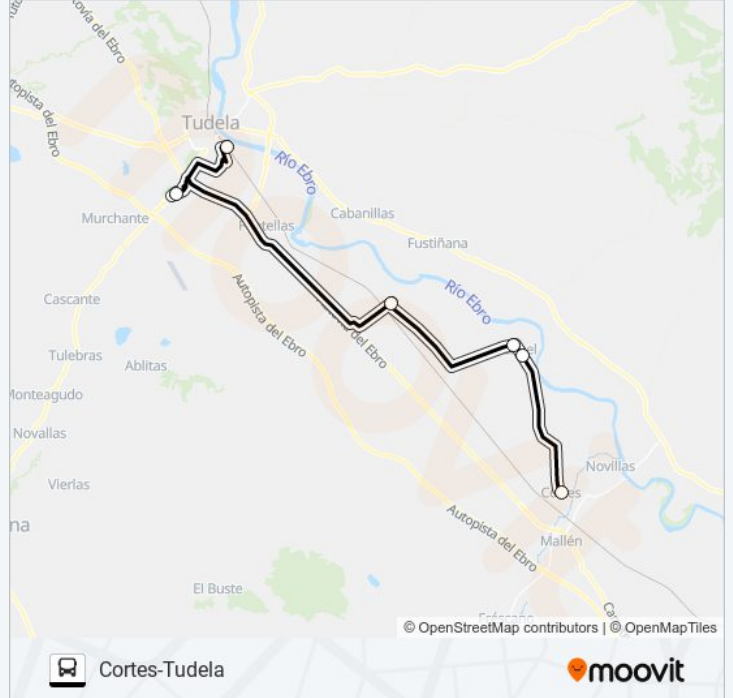 Autovía del Ebro
Autopista del Ebro
Tudela
Río Ebro
Murchante
Cabanillas
Fustiñana
Cascante
Autopista del Ebro
Río Ebro
Tulebras
Ablitas
Monteagudo
Novallas
Vierlas
Novillas
Cortes
Autopista del Ebro
Mallén
El Buste
© OpenStreetMap contributors | © OpenMapTiles
Cortes-Tudela
moovit